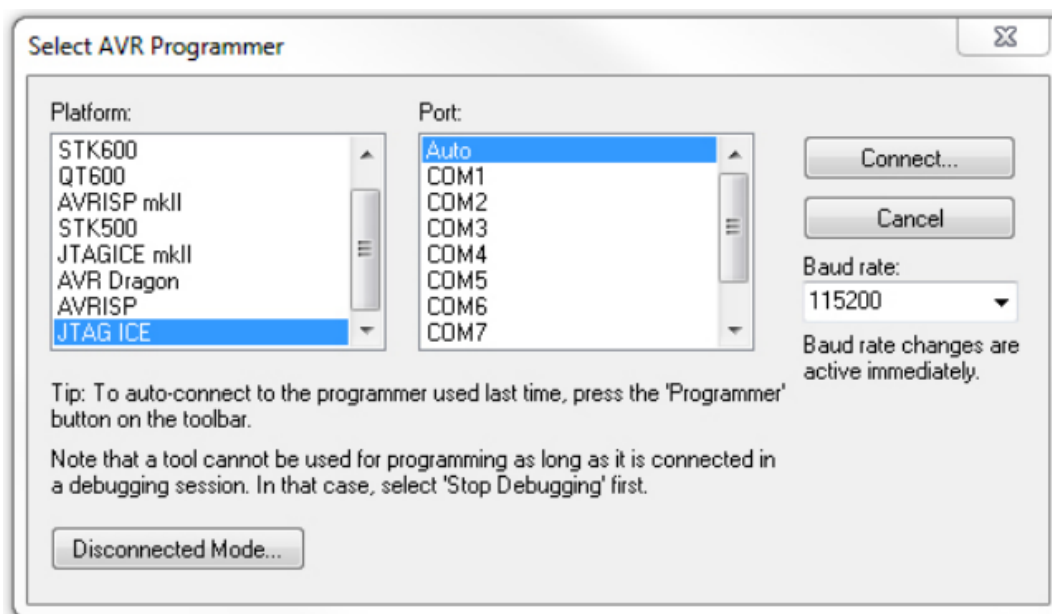 Select AVR Programmer
Platform:
STK600
QT600
AVRISP mkII
STK500
JTAGICE mkII
AVR Dragon
AVRISP
JTAG ICE
Port:
Auto
COM1
COM2
COM3
COM4
COM5
COM6
COM7
Connect...
Cancel
Baud rate:
115200
Baud rate changes are
active immediately.
Tip: To auto-connect to the programmer used last time, press the 'Programmer'
button on the toolbar.
Note that a tool cannot be used for programming as long as it is connected in
a debugging session. In that case, select 'Stop Debugging' first.
Disconnected Mode...